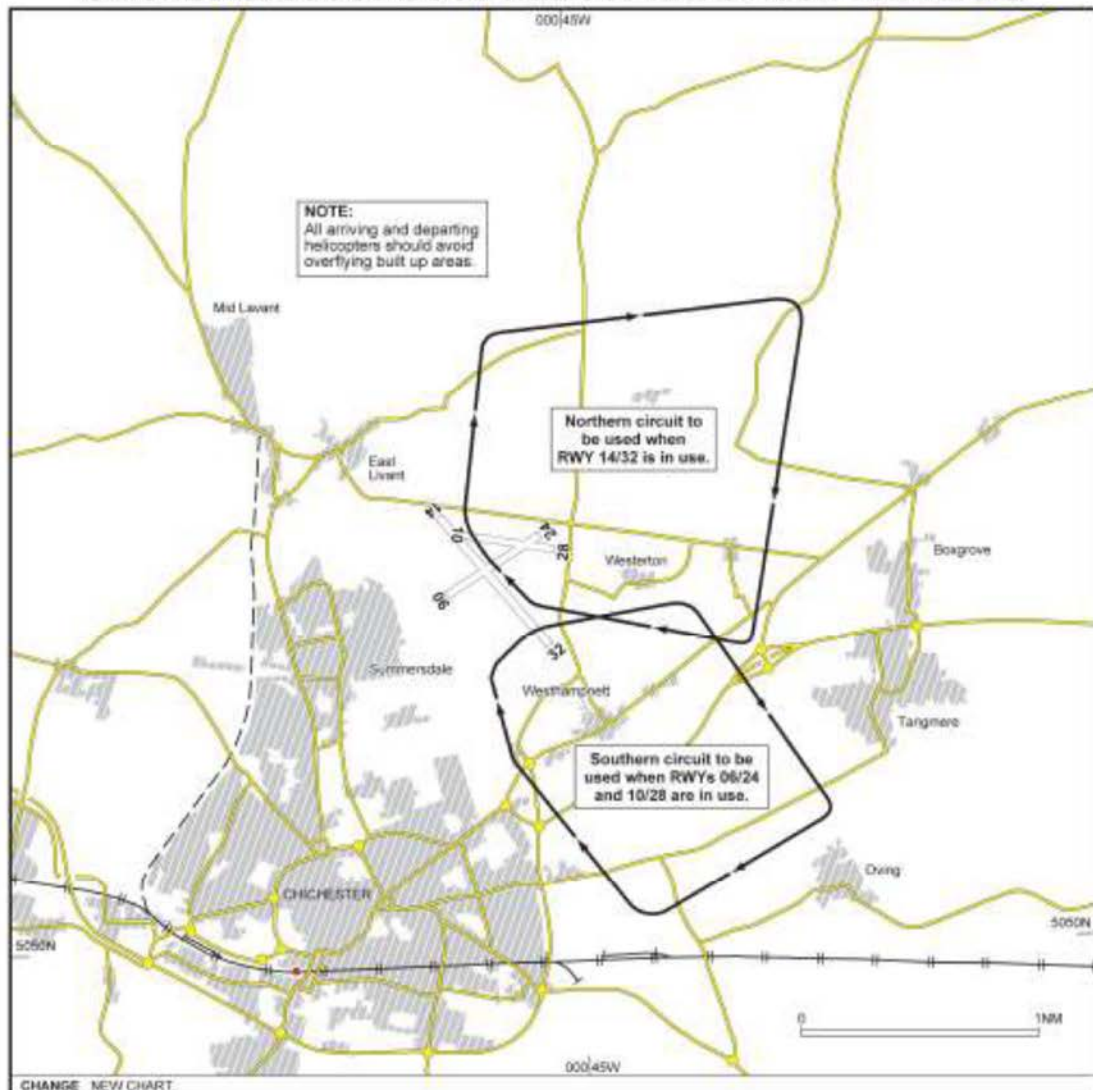 000 45W
NOTE:
All arriving and departing
helicopters should avoid
overflying built up areas.
Mid Lavant
Northern circuit to
be used when
RWY 14/32 is in use.
East
Livant
14
10
24
28
06
32
Westerton
Boxgrove
Summersdale
Westhampnett
Tangmere
Southern circuit to be
used when RWYs 06/24
and 10/28 are in use.
Oving
CHICHESTER
5050N
5050N
0
1NM
000 45W
CHANGE NEW CHART